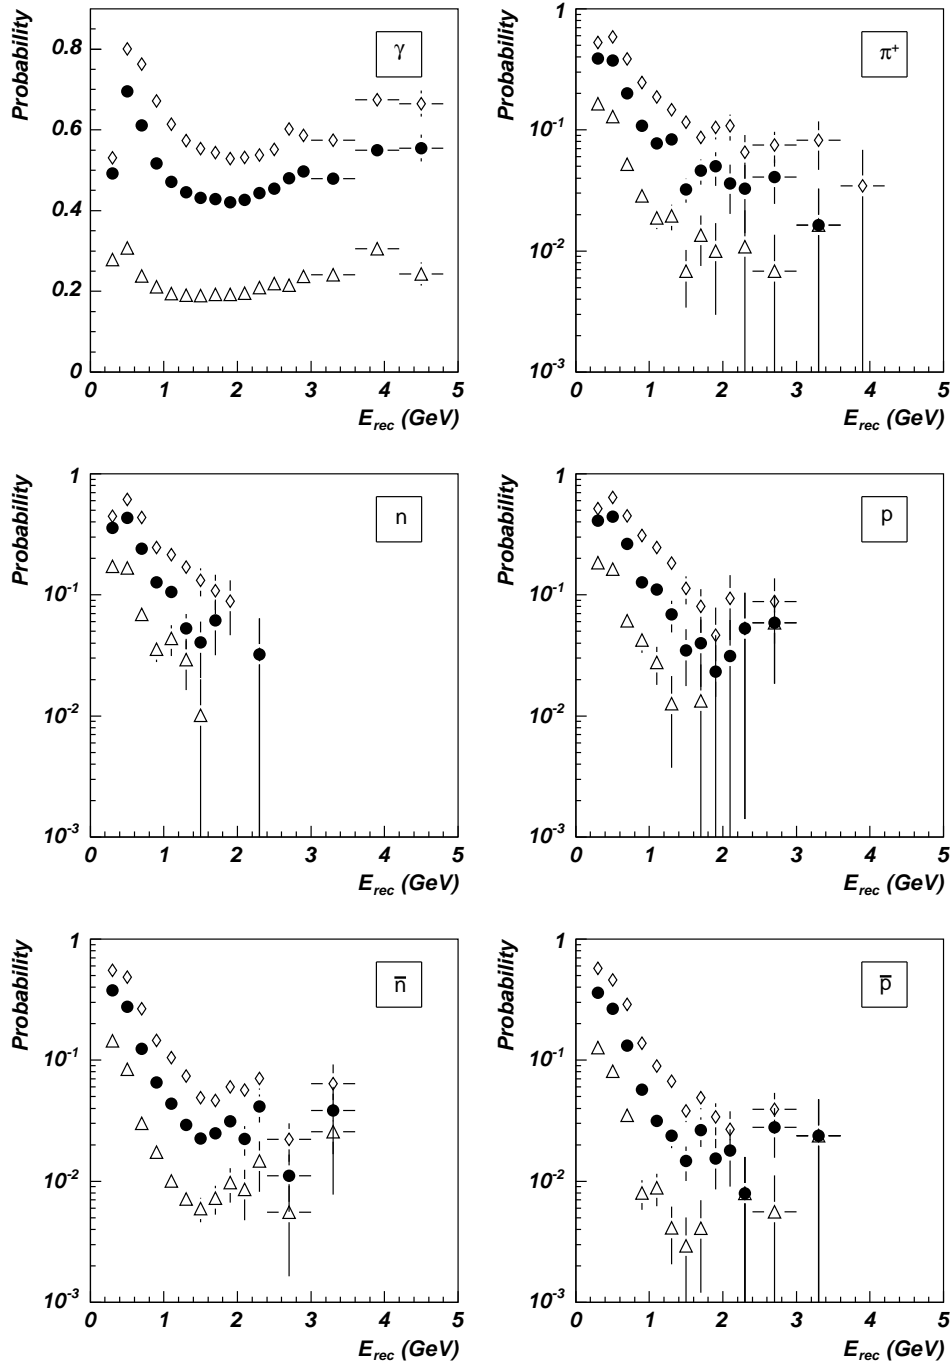 Probability
γ
0.8
0.6
0.4
0.2
0
0 1 2 3 4 5
E_rec (GeV)
Probability
π⁺
1
10⁻¹
10⁻²
10⁻³
0 1 2 3 4 5
E_rec (GeV)
Probability
n
1
10⁻¹
10⁻²
10⁻³
0 1 2 3 4 5
E_rec (GeV)
Probability
p
1
10⁻¹
10⁻²
10⁻³
0 1 2 3 4 5
E_rec (GeV)
Probability
n̅
1
10⁻¹
10⁻²
10⁻³
0 1 2 3 4 5
E_rec (GeV)
Probability
p̅
1
10⁻¹
10⁻²
10⁻³
0 1 2 3 4 5
E_rec (GeV)